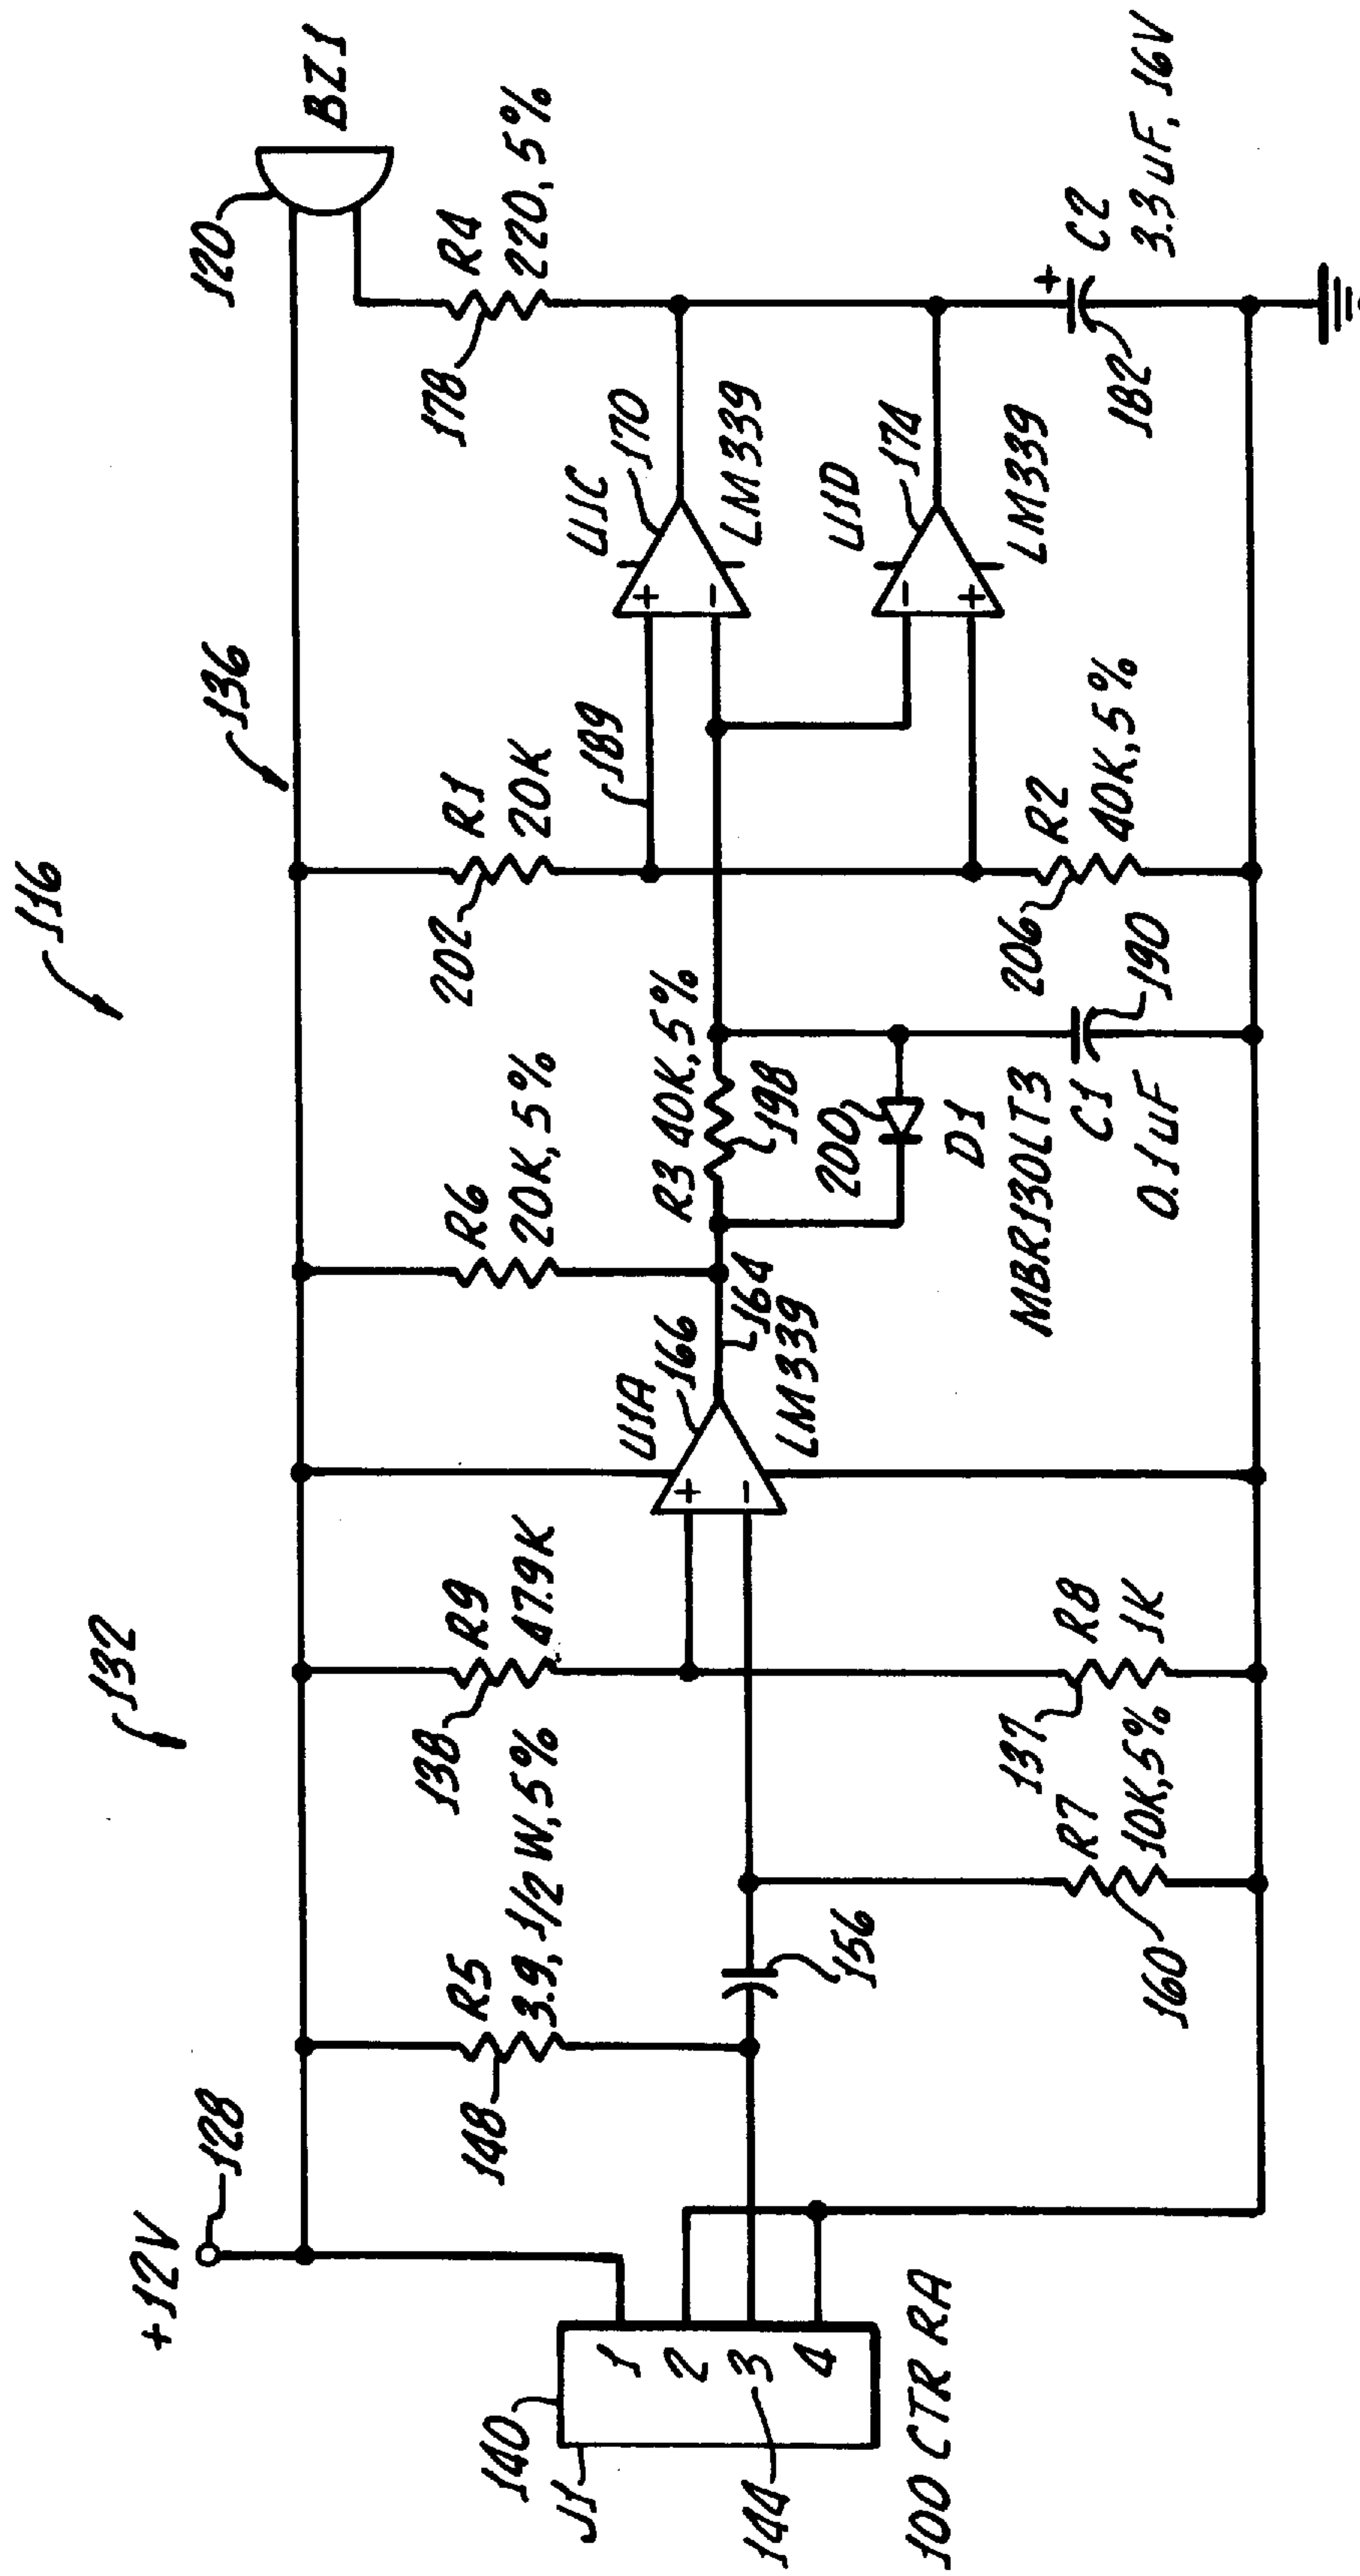 116
132
136
+12V
128
120
BZ1
R5
3.9, 1/2 W, 5%
148
R9
47.9K
138
R6
20K, 5%
R1
20K
202
R4
220, 5%
178
140
J1
1
2
3
4
144
100 CTR RA
156
U1A
166
+
-
164
LM339
R3 40K, 5%
198
200
D1
MBR130LT3
189
U1C
170
+
-
LM339
U1D
174
-
+
LM339
R7
10K, 5%
160
R8
1K
137
C1
0.1uF
190
R2
40K, 5%
206
+
C2
3.3uF, 16V
182